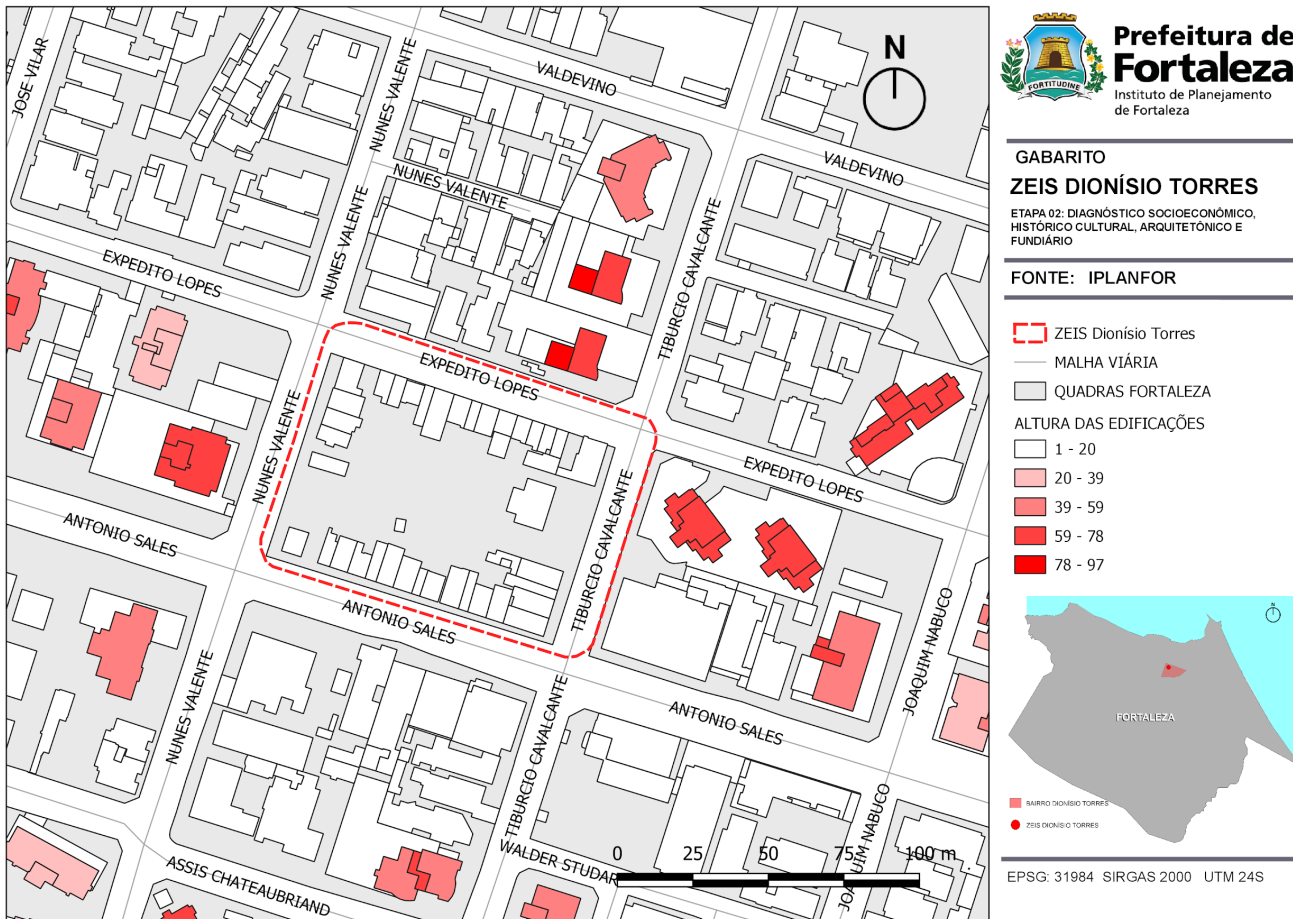 JOSE VILAR
NUNES VALENTE
VALDEVINO
N
VALDEVINO
NUNES VALENTE
NUNES VALENTE
TIBURCIO CAVALCANTE
EXPEDITO LOPES
EXPEDITO LOPES
NUNES VALENTE
EXPEDITO LOPES
TIBURCIO CAVALCANTE
ANTONIO SALES
ANTONIO SALES
JOAQUIM NABUCO
NUNES VALENTE
TIBURCIO CAVALCANTE
ANTONIO SALES
JOAQUIM NABUCO
ASSIS CHATEAUBRIAND
WALDER STUDAR
0 25 50 75 100 m
FORTITUDINE
Prefeitura de
Fortaleza
Instituto de Planejamento
de Fortaleza
GABARITO
ZEIS DIONÍSIO TORRES
ETAPA 02: DIAGNÓSTICO SOCIOECONÔMICO,
HISTÓRICO CULTURAL, ARQUITETÔNICO E
FUNDIÁRIO
FONTE: IPLANFOR
ZEIS Dionísio Torres
MALHA VIÁRIA
QUADRAS FORTALEZA
ALTURA DAS EDIFICAÇÕES
1 - 20
20 - 39
39 - 59
59 - 78
78 - 97
N
FORTALEZA
BAIRRO DIONÍSIO TORRES
ZEIS DIONÍSIO TORRES
EPSG: 31984 SIRGAS 2000 UTM 24S